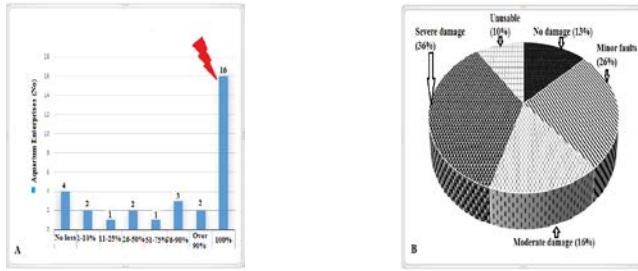 18
16
14
12
10
8
6
4
2
0
Aquarium Enterprises (No)
4
2
1
2
1
3
2
16
No loss
1-10%
11-25%
26-50%
51-75%
76-90%
Over
90%
100%
A
Unusable
(10%)
No damage (13%)
Severe damage
(36%)
Minor faults
(26%)
Moderate damage (16%)
B